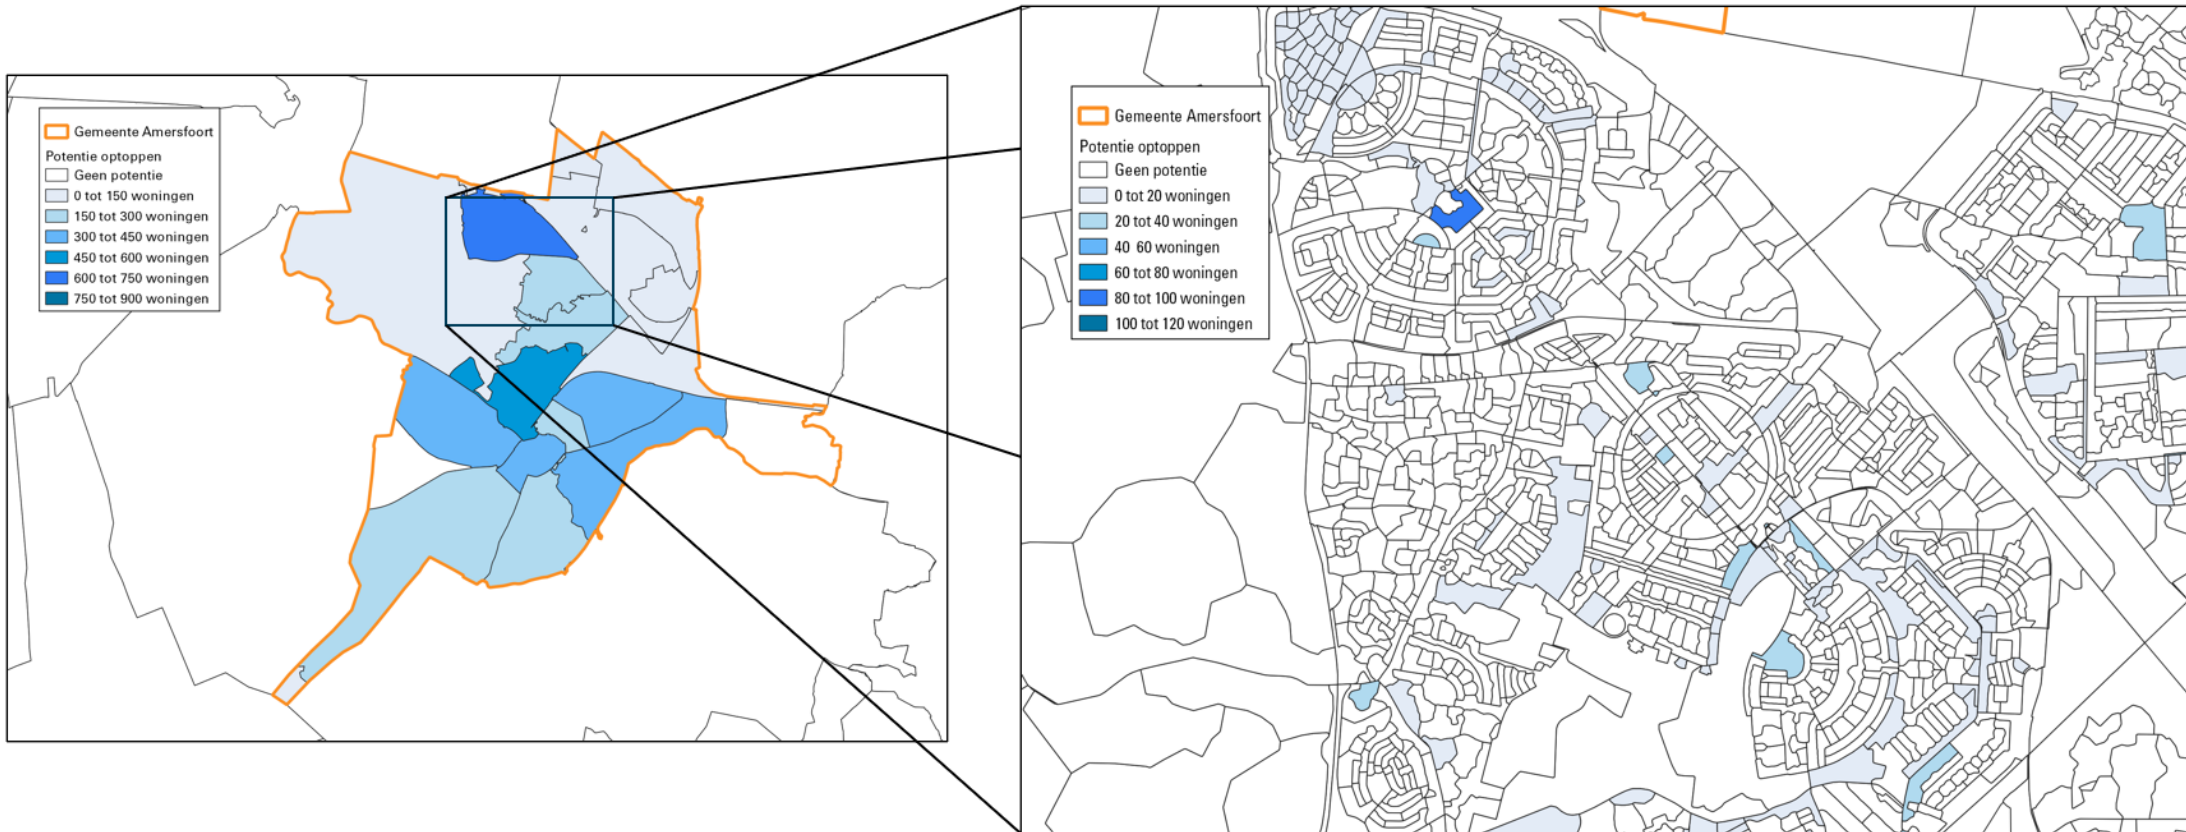 Gemeente Amersfoort
Potentie optoppen
Geen potentie
0 tot 150 woningen
150 tot 300 woningen
300 tot 450 woningen
450 tot 600 woningen
600 tot 750 woningen
750 tot 900 woningen
Gemeente Amersfoort
Potentie optoppen
Geen potentie
0 tot 20 woningen
20 tot 40 woningen
40 60 woningen
60 tot 80 woningen
80 tot 100 woningen
100 tot 120 woningen